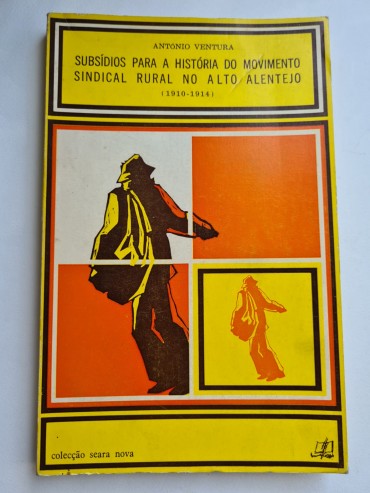 ANTÓNIO VENTURA
SUBSÍDIOS PARA A HISTÓRIA DO MOVIMENTO
SINDICAL RURAL NO ALTO ALENTEJO
(1910-1914)
colecção seara nova